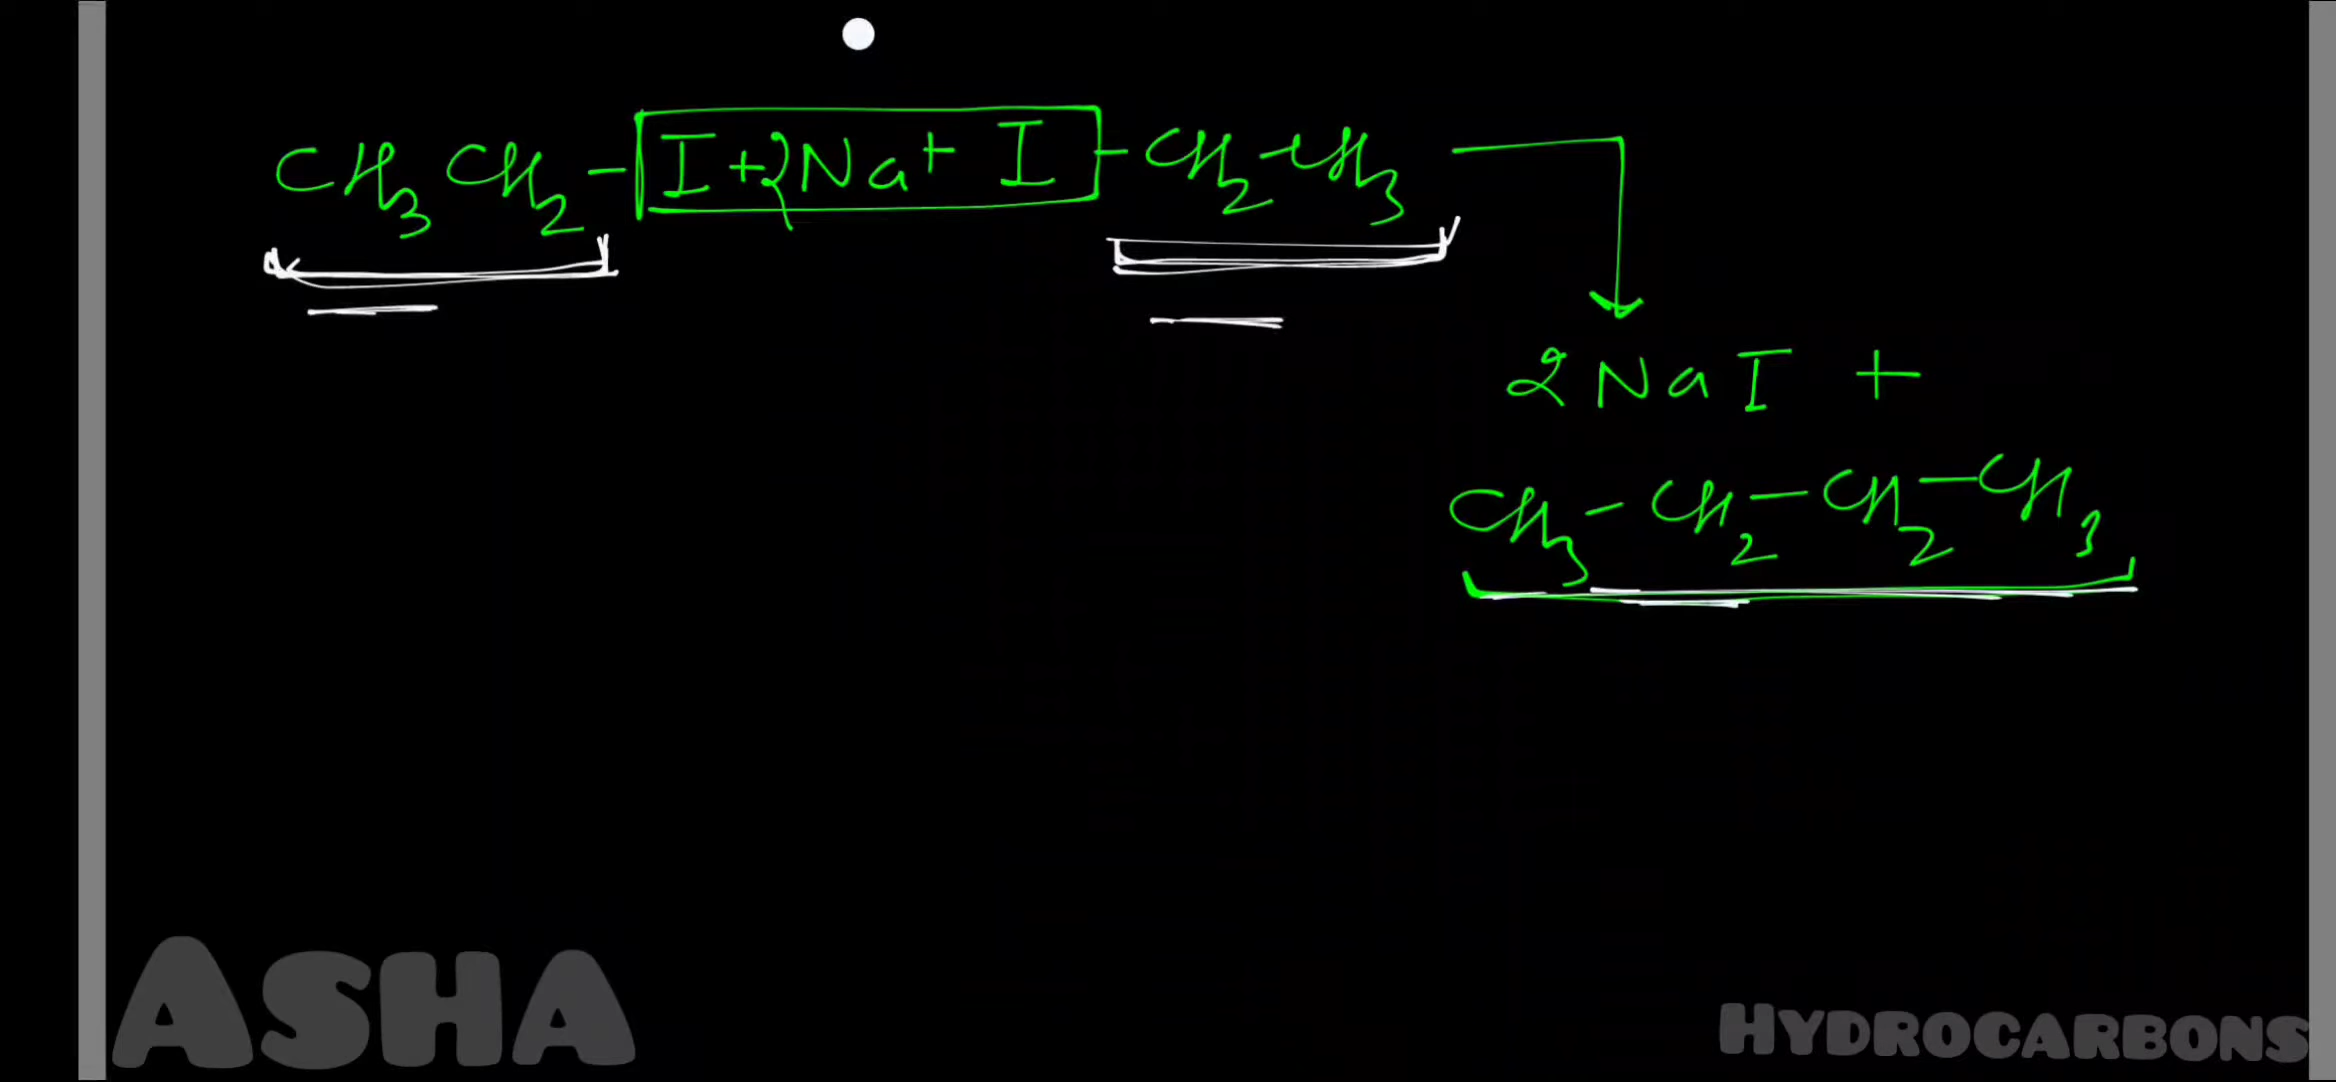 CH₃CH₂-I+2Na+I-CH₂-CH₃
2NaI+
CH₃-CH₂-CH₂-CH₃
ASHA
HYDROCARBONS